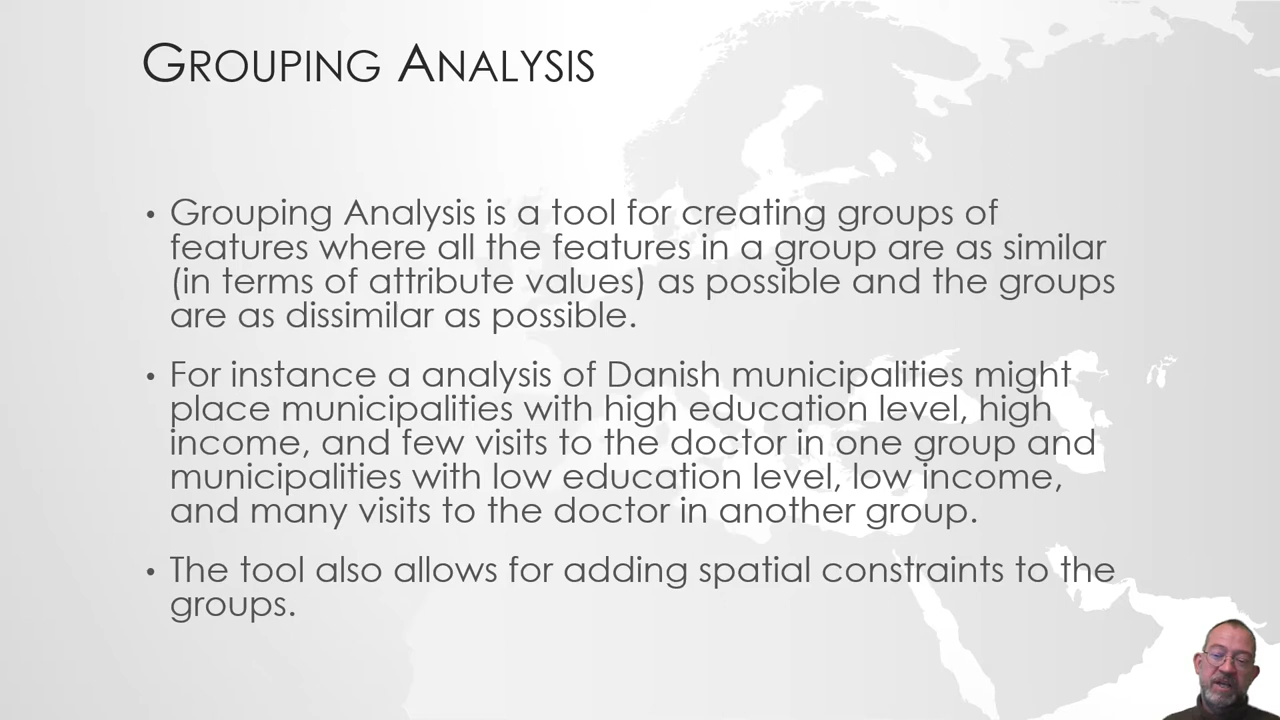 Grouping Analysis
• Grouping Analysis is a tool for creating groups of
features where all the features in a group are as similar
(in terms of attribute values) as possible and the groups
are as dissimilar as possible.
• For instance a analysis of Danish municipalities might
place municipalities with high education level, high
income, and few visits to the doctor in one group and
municipalities with low education level, low income,
and many visits to the doctor in another group.
• The tool also allows for adding spatial constraints to the
groups.